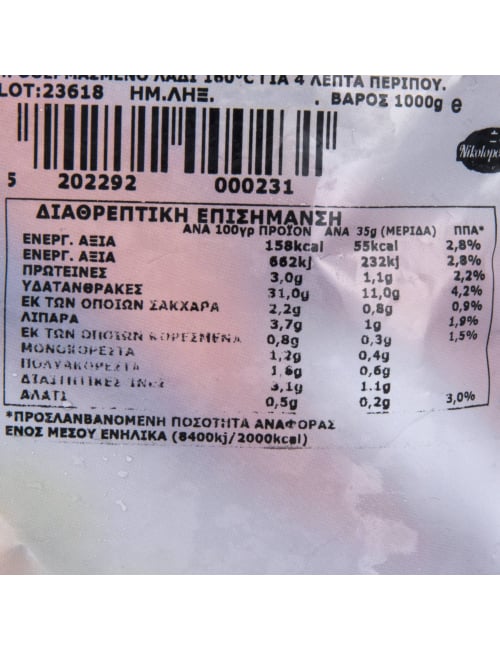 ΠΡΟΘΕΡΜΑΣΜΕΝΟ ΛΑΔΙ 180°C ΓΙΑ 4 ΛΕΠΤΑ ΠΕΡΙΠΟΥ.
LOT:23618 ΗΜ.ΛΗΞ. . ΒΑΡΟΣ 1000g e
5 202292 000231
ΔΙΑΘΡΕΠΤΙΚΗ ΕΠΙΣΗΜΑΝΣΗ
ΑΝΑ 100γρ ΠΡΟΪΟΝ ΑΝΑ 35g (ΜΕΡΙΔΑ) ΠΠΑ*
ΕΝΕΡΓ. ΑΞΙΑ 158kcal 55kcal 2,8%
ΕΝΕΡΓ. ΑΞΙΑ 662kj 232kj 2,8%
ΠΡΩΤΕΙΝΕΣ 3,0g 1,1g 2,2%
ΥΔΑΤΑΝΘΡΑΚΕΣ 31,0g 11,0g 4,2%
ΕΚ ΤΩΝ ΟΠΟΙΩΝ ΣΑΚΧΑΡΑ 2,2g 0,8g 0,9%
ΛΙΠΑΡΑ 3,7g 1g 1,9%
ΕΚ ΤΩΝ ΟΠΟΙΩΝ ΚΟΡΕΣΜΕΝΑ 0,8g 0,3g 1,5%
ΜΟΝΟΚΟΡΕΣΤΑ 1,2g 0,4g
ΠΟΛΥΑΚΟΡΕΣΤΑ 1,6g 0,6g
ΔΙΑΙΤΗΤΙΚΕΣ ΙΝΕΣ 3,1g 1.1g
ΑΛΑΤΙ 0,5g 0,2g 3,0%
*ΠΡΟΣΛΑΝΒΑΝΟΜΕΝΗ ΠΟΣΟΤΗΤΑ ΑΝΑΦΟΡΑΣ
ΕΝΟΣ ΜΕΣΟΥ ΕΝΗΛΙΚΑ (8400kj/2000kcal)